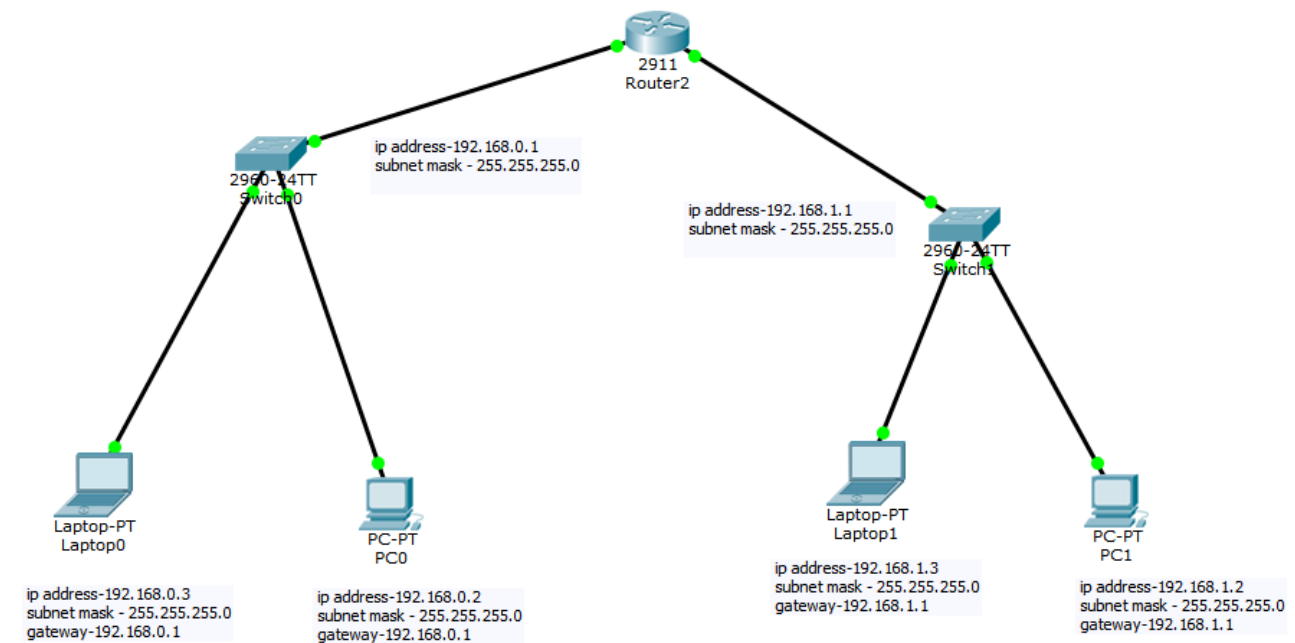 2911
Router2
ip address-192.168.0.1
subnet mask - 255.255.255.0
2960-24TT
Switch0
ip address-192.168.1.1
subnet mask - 255.255.255.0
2960-24TT
Switch1
Laptop-PT
Laptop0
PC-PT
PC0
Laptop-PT
Laptop1
PC-PT
PC1
ip address-192.168.0.3
subnet mask - 255.255.255.0
gateway-192.168.0.1
ip address-192.168.0.2
subnet mask - 255.255.255.0
gateway-192.168.0.1
ip address-192.168.1.3
subnet mask - 255.255.255.0
gateway-192.168.1.1
ip address-192.168.1.2
subnet mask - 255.255.255.0
gateway-192.168.1.1